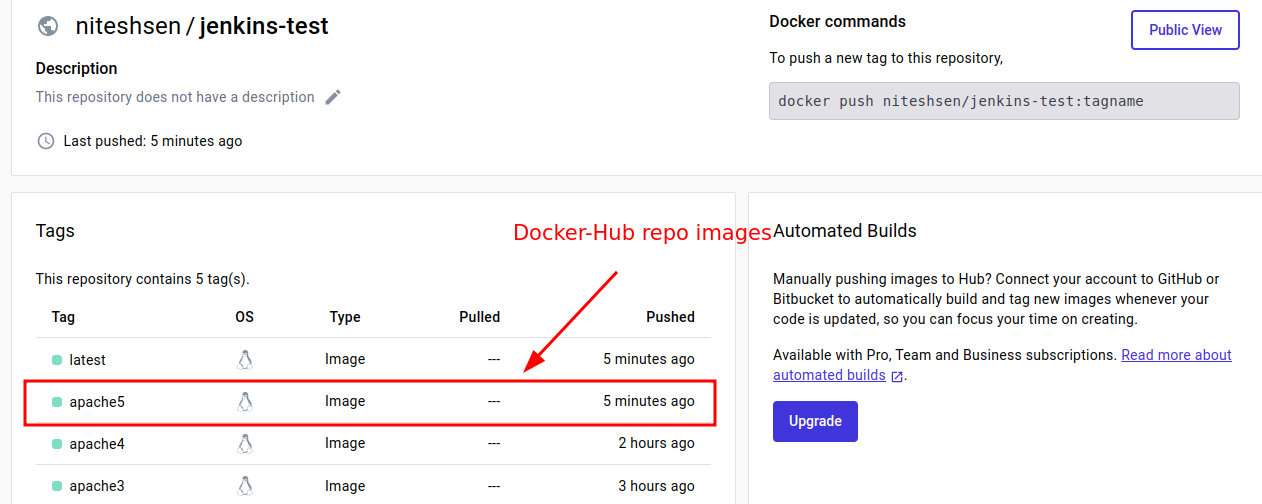 niteshsen / jenkins-test
Description
This repository does not have a description
Last pushed: 5 minutes ago
Docker commands
Public View
To push a new tag to this repository,
docker push niteshsen/jenkins-test:tagname
Tags
Docker-Hub repo images
This repository contains 5 tag(s).
Tag OS Type Pulled Pushed
latest Image --- 5 minutes ago
apache5 Image --- 5 minutes ago
apache4 Image --- 2 hours ago
apache3 Image --- 3 hours ago
Automated Builds
Manually pushing images to Hub? Connect your account to GitHub or
Bitbucket to automatically build and tag new images whenever your
code is updated, so you can focus your time on creating.
Available with Pro, Team and Business subscriptions. Read more about
automated builds .
Upgrade